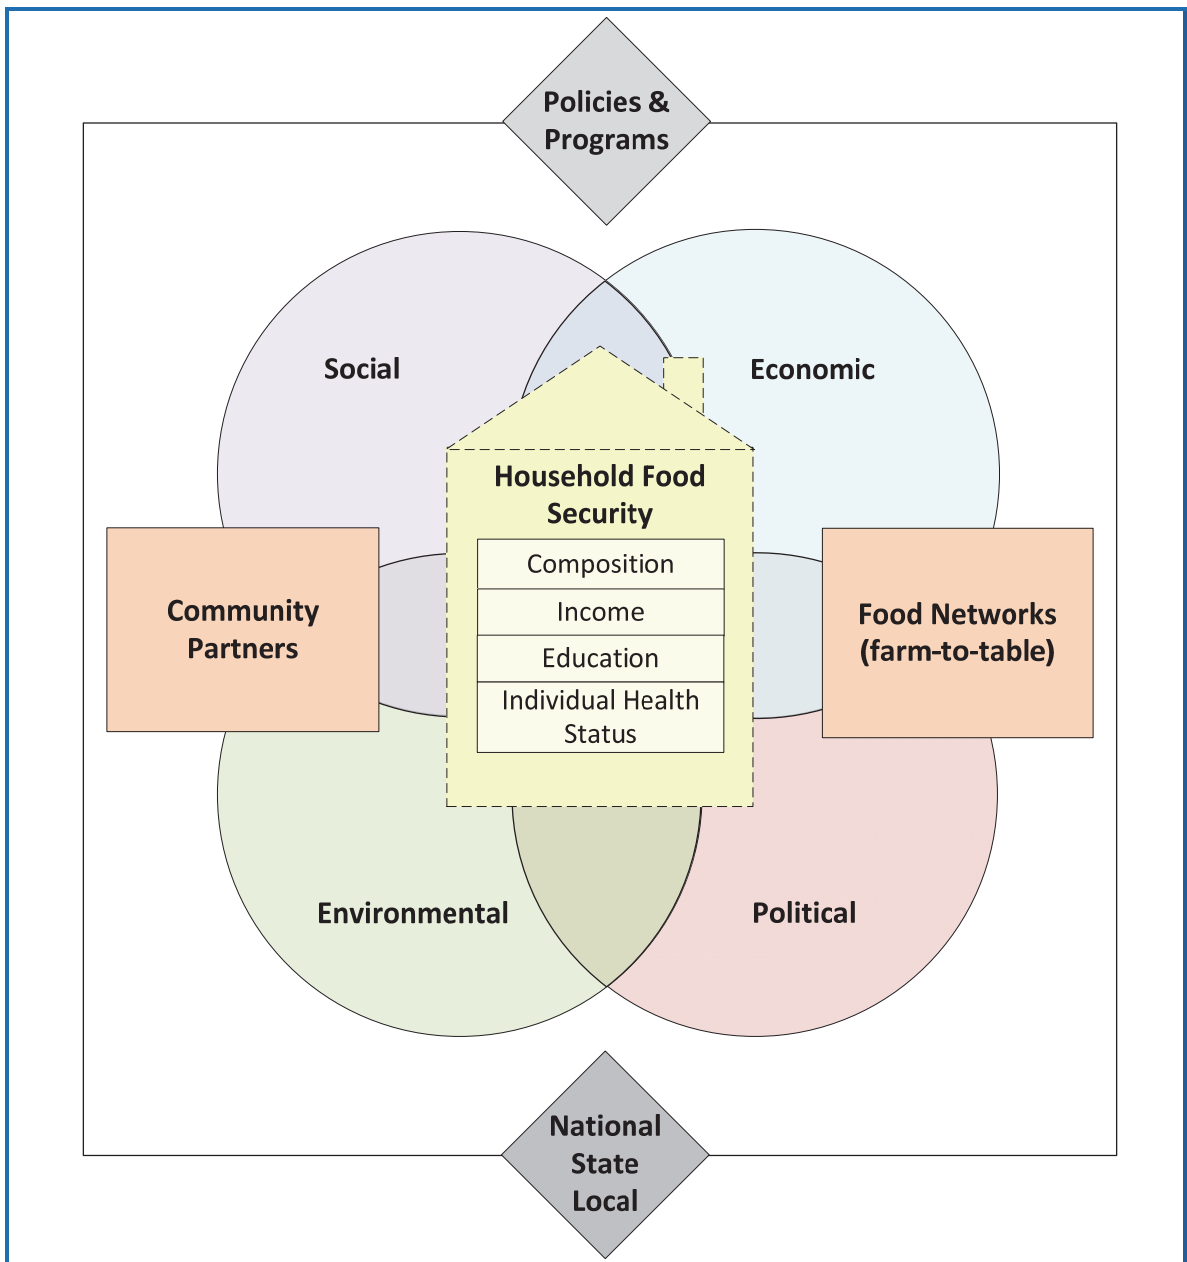 Policies &
Programs
Social
Economic
Household Food
Security
Composition
Income
Education
Individual Health
Status
Community
Partners
Food Networks
(farm-to-table)
Environmental
Political
National
State
Local